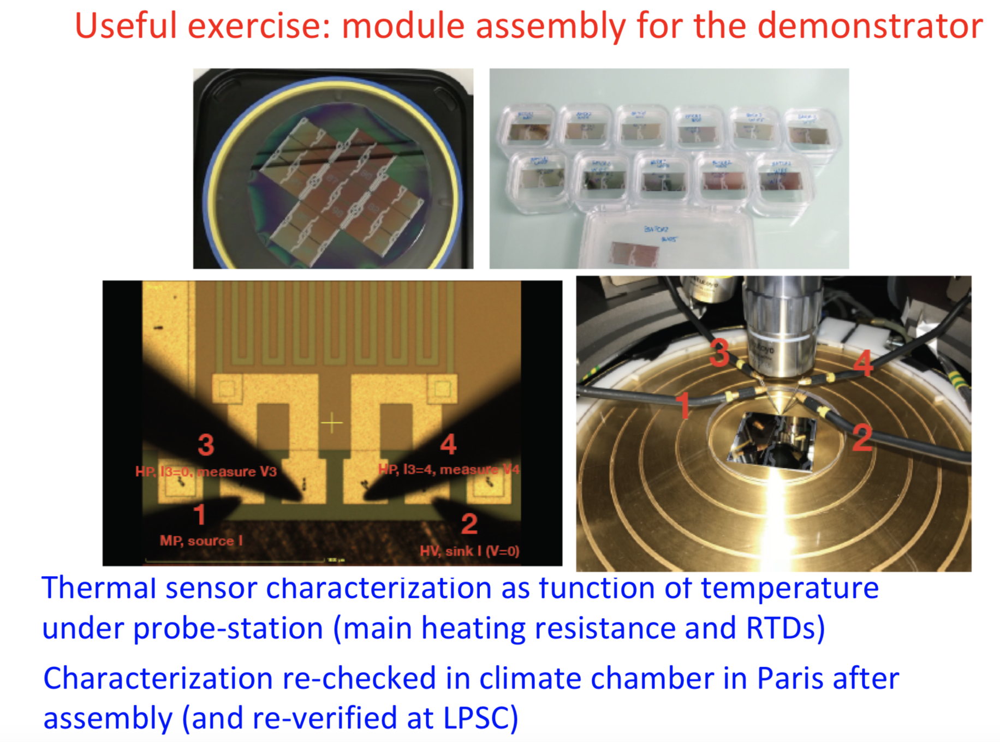 Useful exercise: module assembly for the demonstrator
3
HP, I3=0, measure V3
4
HP, I3=4, measure V4
1
MP, source I
2
HV, sink I (V=0)
3
4
1
2
Thermal sensor characterization as function of temperature
under probe-station (main heating resistance and RTDs)
Characterization re-checked in climate chamber in Paris after
assembly (and re-verified at LPSC)